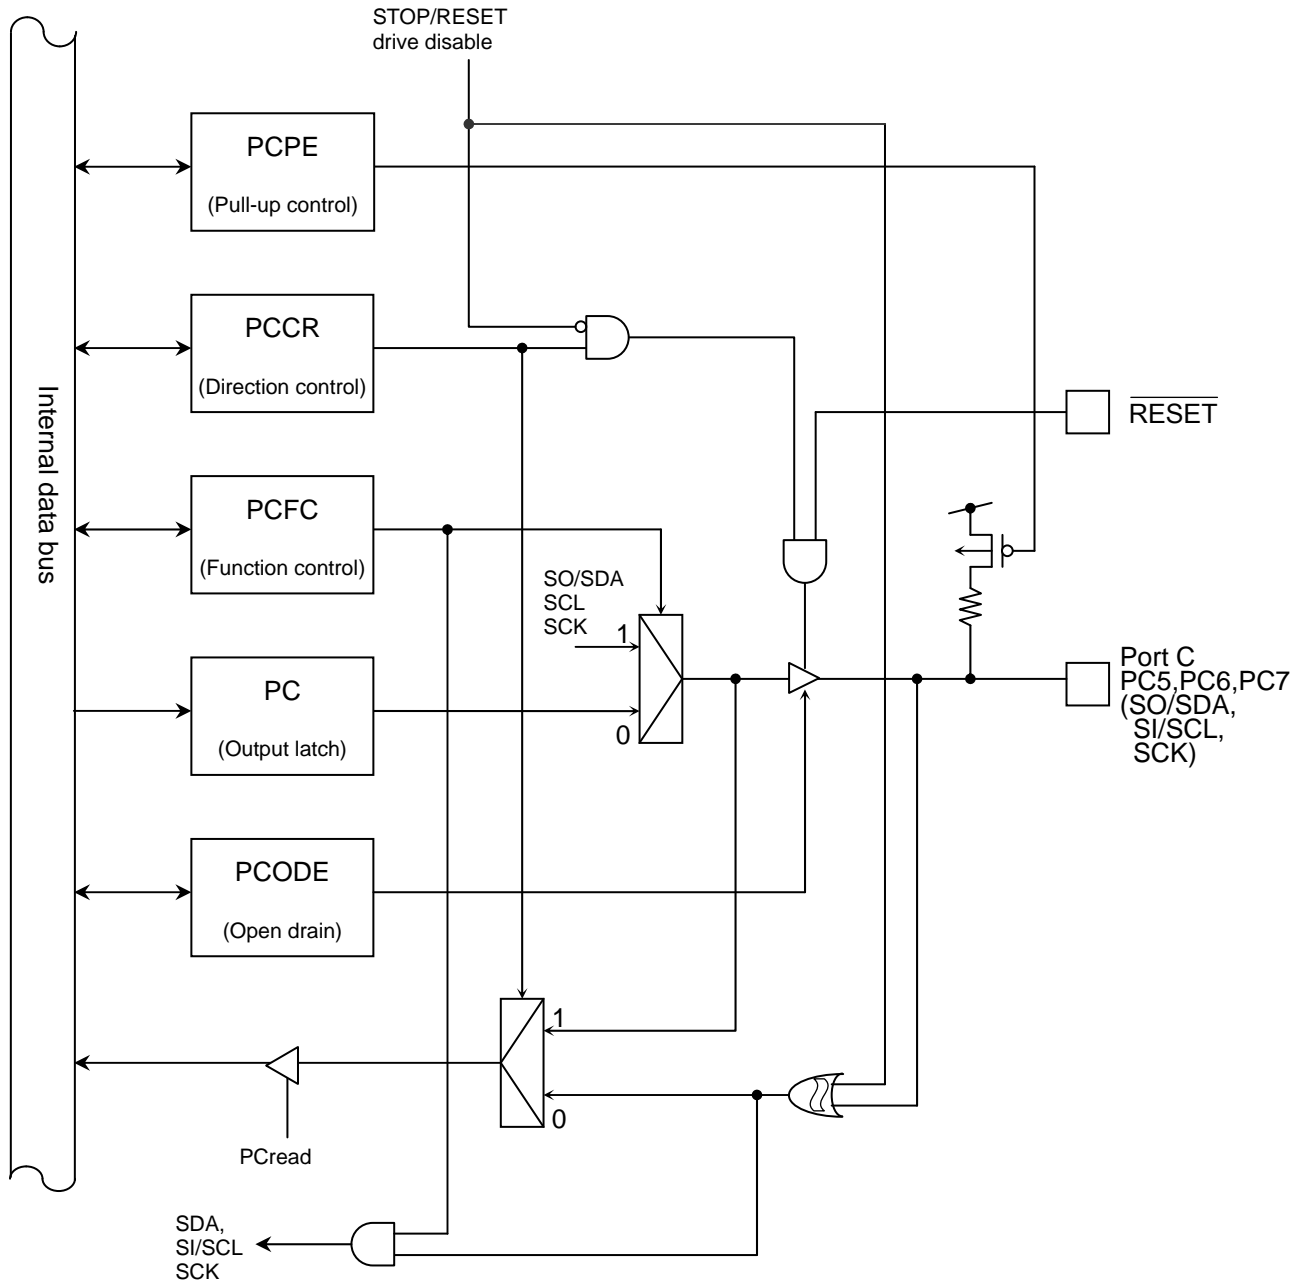 STOP/RESET
drive disable
PCPE
(Pull-up control)
PCCR
(Direction control)
Internal data bus
RESET
PCFC
(Function control)
SO/SDA
SCL
SCK
1
0
PC
(Output latch)
Port C
PC5,PC6,PC7
(SO/SDA,
SI/SCL,
SCK)
PCODE
(Open drain)
1
0
PCread
SDA,
SI/SCL
SCK